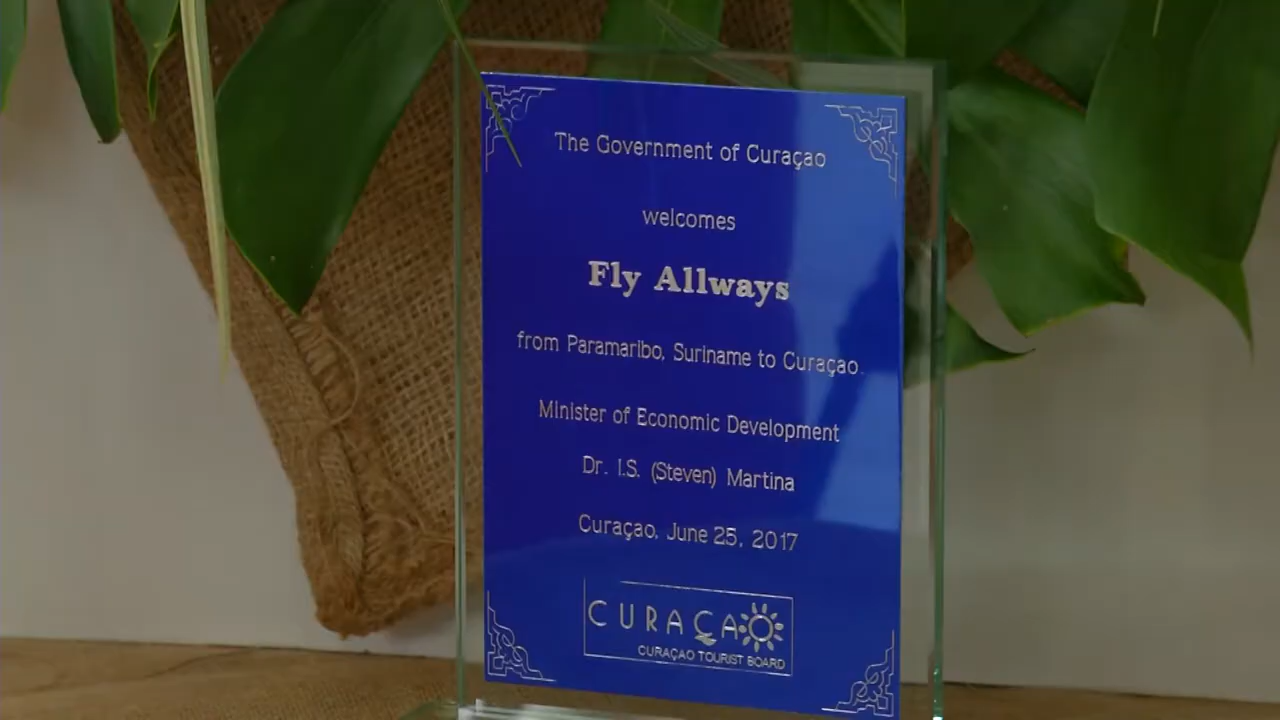 The Government of Curaçao
welcomes
Fly Allways
from Paramaribo, Suriname to Curaçao.
Minister of Economic Development
Dr. I.S. (Steven) Martina
Curaçao, June 25, 2017
CURAÇAO
CURAÇAO TOURIST BOARD